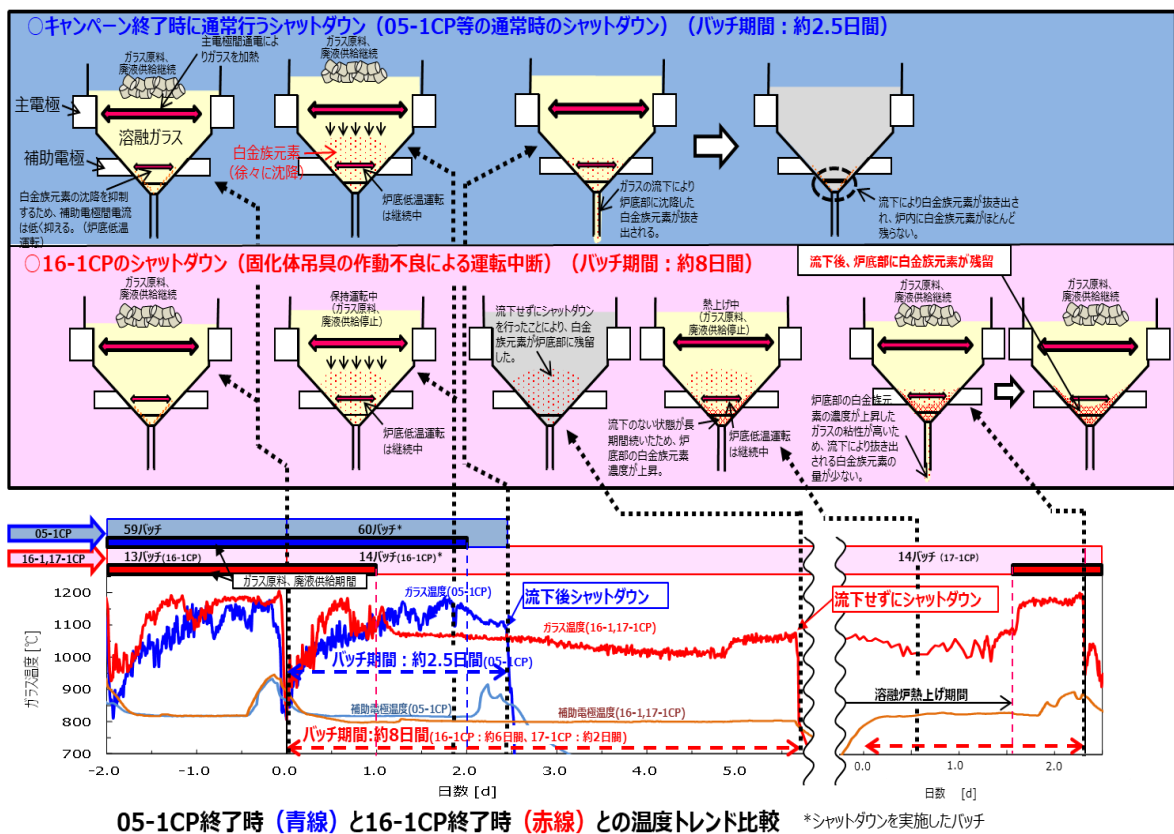 ○キャンペーン終了時に通常行うシャットダウン（05-1CP等の通常時のシャットダウン）（バッチ期間：約2.5日間）
ガラス原料、
廃液供給継続
主電極間通電によ
りガラスを加熱
主電極
溶融ガラス
補助電極
白金族元素の沈降を抑制
するため、補助電極間電流
は低く抑える。（炉底低温
運転）
ガラス原料、
廃液供給継続
白金族元素
（徐々に沈降）
炉底低温運転
は継続中
ガラスの流下により
炉底部に沈降した
白金族元素が抜き
出される。
流下により白金族元素が抜き出さ
れ、炉内に白金族元素がほとんど
残らない。
○16-1CPのシャットダウン（固化体吊具の作動不良による運転中断）（バッチ期間：約8日間）
流下後、炉底部に白金族元素が残留
ガラス原料、
廃液供給継続
保持運転中
（ガラス原料、
廃液供給停止）
炉底低温運転
は継続中
流下せずにシャットダウン
を行ったことにより、白金
族元素が炉底部に残留
した。
流下のない状態が長
期間続いたため、炉
底部の白金族元素
濃度が上昇。
熱上げ中
（ガラス原料、
廃液供給停止）
炉底低温運転
は継続中
ガラス原料、
廃液供給継続
炉底部の白金族元
素の濃度が上昇した
ガラスの粘性が高いた
め、流下により抜き出
される白金族元素の
量が少ない。
ガラス原料、
廃液供給継続
05-1CP
59バッチ
60バッチ*
16-1,17-1CP
13バッチ(16-1CP)
14バッチ(16-1CP)*
14バッチ(17-1CP)
ガラス原料、廃液供給期間
ガラス温度(05-1CP)
流下後シャットダウン
流下せずにシャットダウン
ガラス温度(16-1,17-1CP)
バッチ期間：約2.5日間(05-1CP)
補助電極温度(05-1CP)
補助電極温度(16-1,17-1CP)
溶融炉熱上げ期間
バッチ期間:約8日間(16-1CP：約6日間、17-1CP：約2日間)
ガラス温度 [℃]
1200
1100
1000
900
800
700
-2.0
-1.0
0.0
1.0
2.0
3.0
4.0
5.0
日数 [d]
0.0
1.0
2.0
日数 [d]
05-1CP終了時（青線）と16-1CP終了時（赤線）との温度トレンド比較
*シャットダウンを実施したバッチ